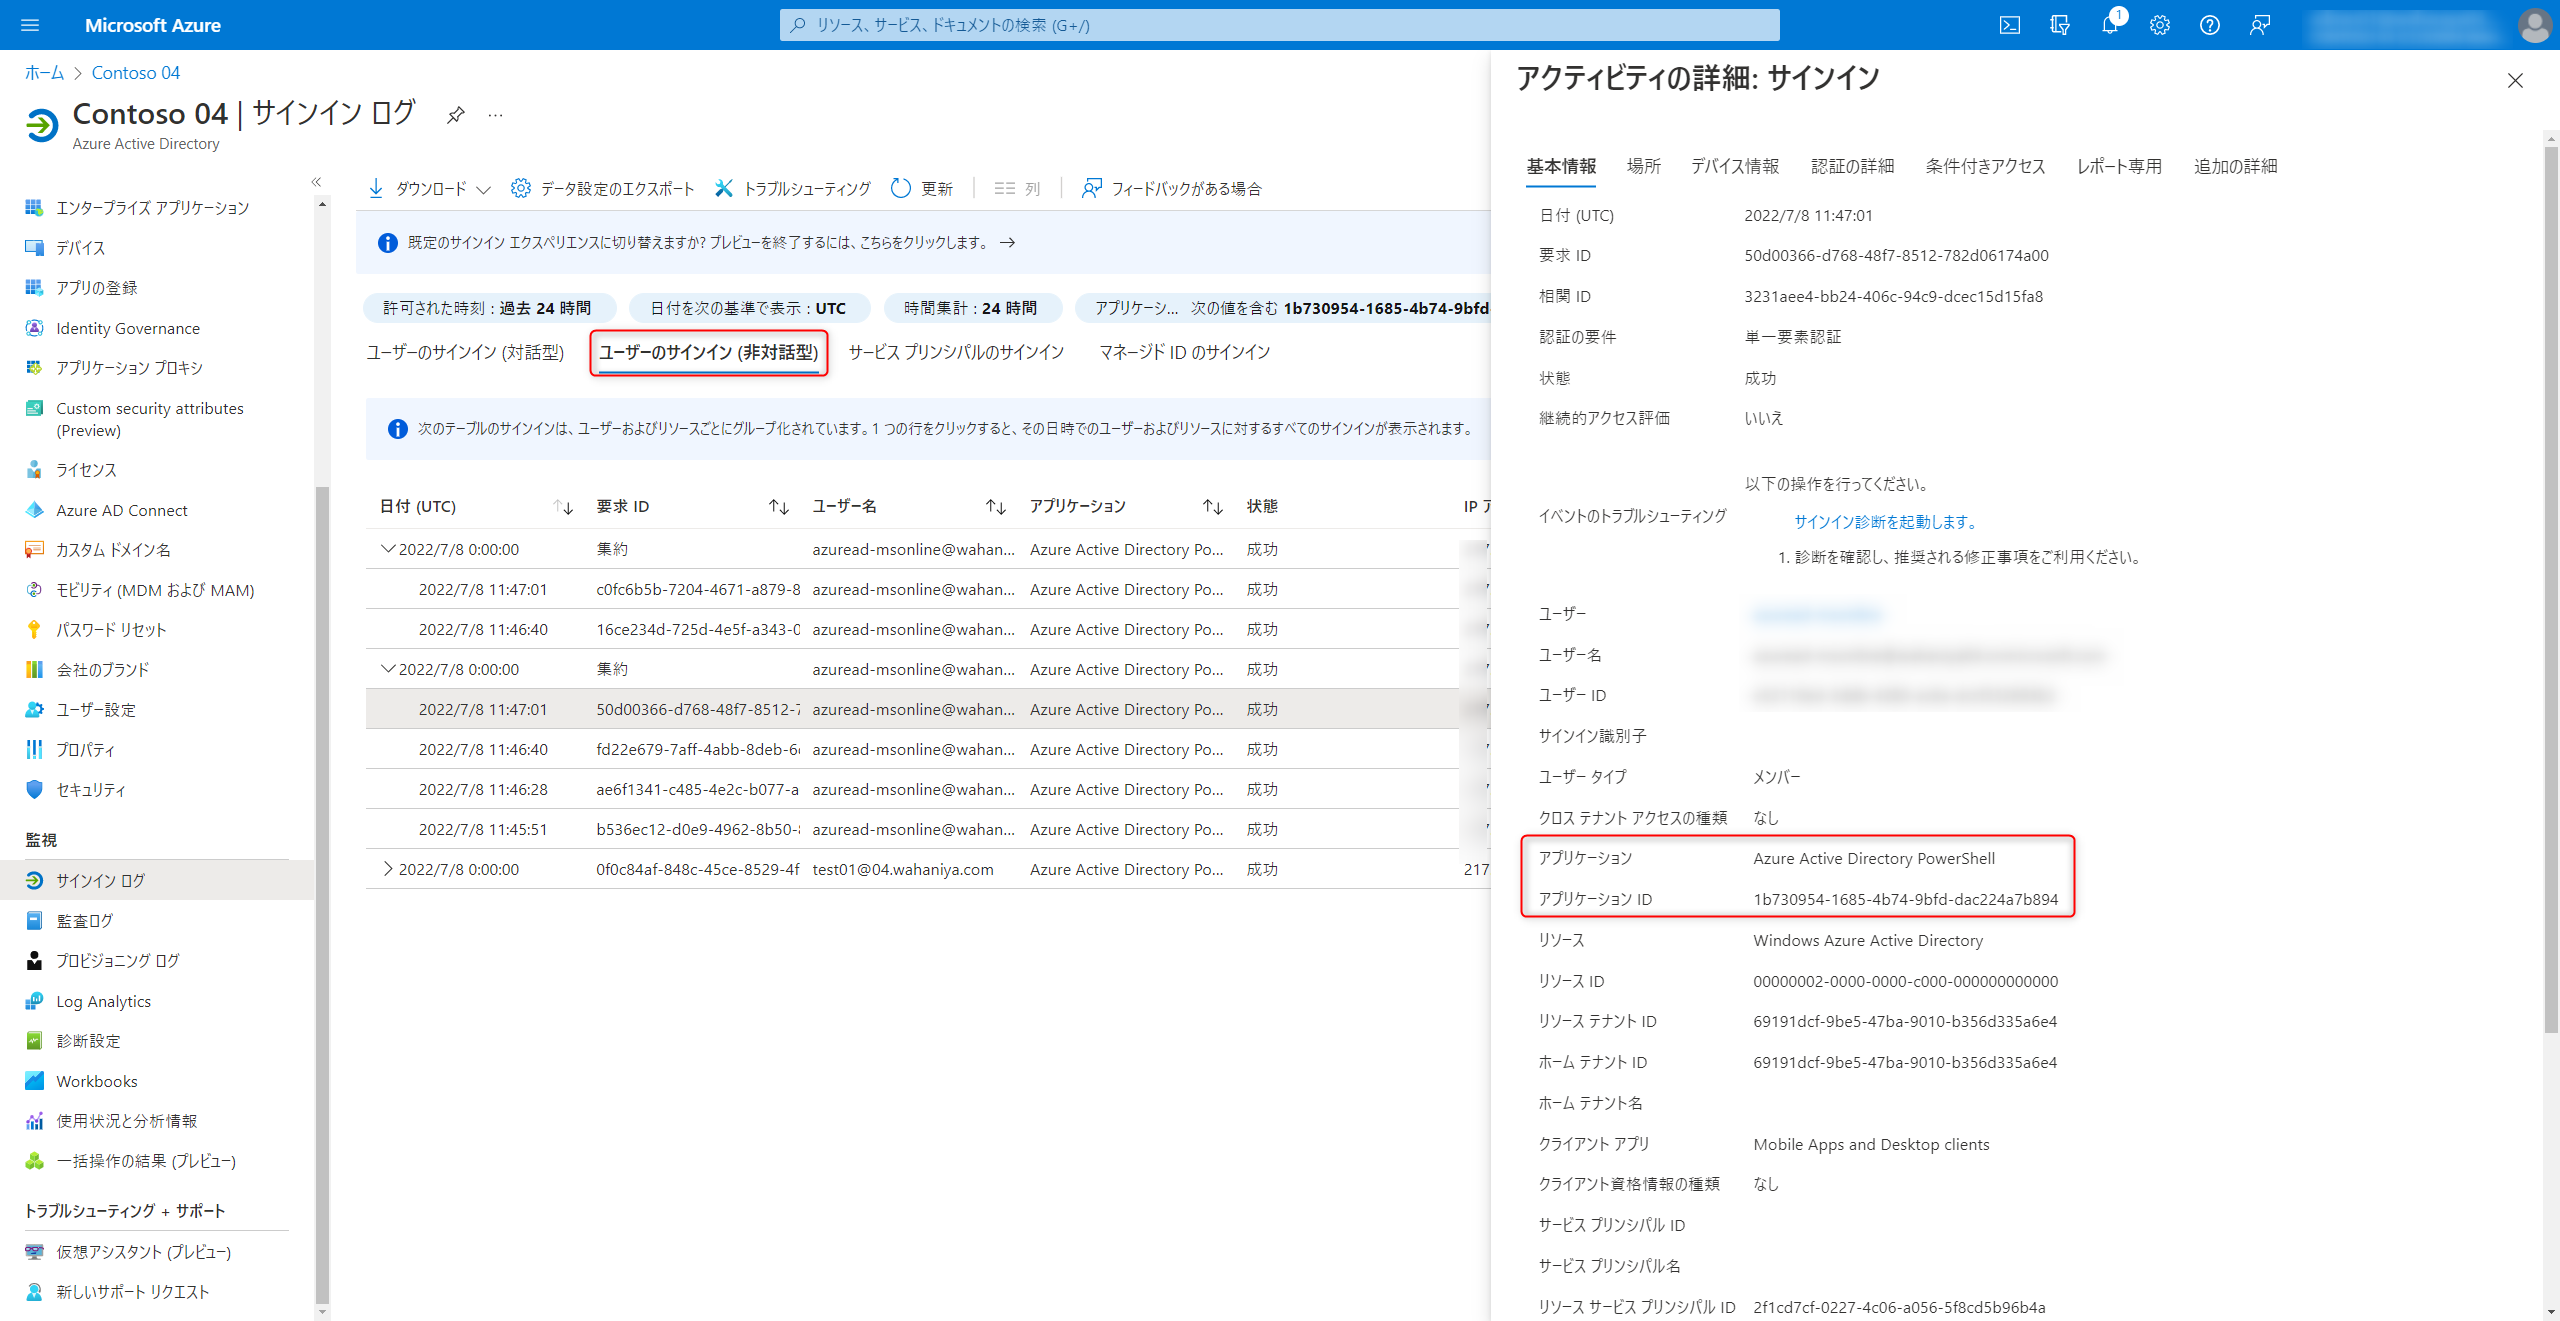 Microsoft Azure
リソース、サービス、ドキュメントの検索 (G+/)
1
ホーム > Contoso 04
Contoso 04 | サインイン ログ
Azure Active Directory
エンタープライズ アプリケーション
デバイス
アプリの登録
Identity Governance
アプリケーション プロキシ
Custom security attributes
(Preview)
ライセンス
Azure AD Connect
カスタム ドメイン名
モビリティ (MDM および MAM)
パスワード リセット
会社のブランド
ユーザー設定
プロパティ
セキュリティ
監視
サインイン ログ
監査ログ
プロビジョニング ログ
Log Analytics
診断設定
Workbooks
使用状況と分析情報
一括操作の結果 (プレビュー)
トラブルシューティング + サポート
仮想アシスタント (プレビュー)
新しいサポート リクエスト
ダウンロード データ設定のエクスポート トラブルシューティング 更新 列 フィードバックがある場合
既定のサインイン エクスペリエンスに切り替えますか? プレビューを終了するには、こちらをクリックします。 →
許可された時刻 : 過去 24 時間 日付を次の基準で表示 : UTC 時間集計 : 24 時間 アプリケーシ... 次の値を含む 1b730954-1685-4b74-9bfd
ユーザーのサインイン (対話型) ユーザーのサインイン (非対話型) サービス プリンシパルのサインイン マネージド ID のサインイン
次のテーブルのサインインは、ユーザーおよびリソースごとにグループ化されています。1 つの行をクリックすると、その日時でのユーザーおよびリソースに対するすべてのサインインが表示されます。
日付 (UTC) 要求 ID ユーザー名 アプリケーション 状態 IP
2022/7/8 0:00:00 集約 azuread-msonline@wahan... Azure Active Directory Po... 成功
2022/7/8 11:47:01 c0fc6b5b-7204-4671-a879-8 azuread-msonline@wahan... Azure Active Directory Po... 成功
2022/7/8 11:46:40 16ce234d-725d-4e5f-a343-0 azuread-msonline@wahan... Azure Active Directory Po... 成功
2022/7/8 0:00:00 集約 azuread-msonline@wahan... Azure Active Directory Po... 成功
2022/7/8 11:47:01 50d00366-d768-48f7-8512-7 azuread-msonline@wahan... Azure Active Directory Po... 成功
2022/7/8 11:46:40 fd22e679-7aff-4abb-8deb-6 azuread-msonline@wahan... Azure Active Directory Po... 成功
2022/7/8 11:46:28 ae6f1341-c485-4e2c-b077-a azuread-msonline@wahan... Azure Active Directory Po... 成功
2022/7/8 11:45:51 b536ec12-d0e9-4962-8b50-8 azuread-msonline@wahan... Azure Active Directory Po... 成功
2022/7/8 0:00:00 0f0c84af-848c-45ce-8529-4f test01@04.wahaniya.com Azure Active Directory Po... 成功 217
アクティビティの詳細: サインイン
基本情報 場所 デバイス情報 認証の詳細 条件付きアクセス レポート専用 追加の詳細
日付 (UTC) 2022/7/8 11:47:01
要求 ID 50d00366-d768-48f7-8512-782d06174a00
相関 ID 3231aee4-bb24-406c-94c9-dcec15d15fa8
認証の要件 単一要素認証
状態 成功
継続的アクセス評価 いいえ
以下の操作を行ってください。
イベントのトラブルシューティング サインイン診断を起動します。
1. 診断を確認し、推奨される修正事項をご利用ください。
ユーザー
ユーザー名
ユーザー ID
サインイン識別子
ユーザー タイプ メンバー
クロス テナント アクセスの種類 なし
アプリケーション Azure Active Directory PowerShell
アプリケーション ID 1b730954-1685-4b74-9bfd-dac224a7b894
リソース Windows Azure Active Directory
リソース ID 00000002-0000-0000-c000-000000000000
リソース テナント ID 69191dcf-9be5-47ba-9010-b356d335a6e4
ホーム テナント ID 69191dcf-9be5-47ba-9010-b356d335a6e4
ホーム テナント名
クライアント アプリ Mobile Apps and Desktop clients
クライアント資格情報の種類 なし
サービス プリンシパル ID
サービス プリンシパル名
リソース サービス プリンシパル ID 2f1cd7cf-0227-4c06-a056-5f8cd5b96b4a